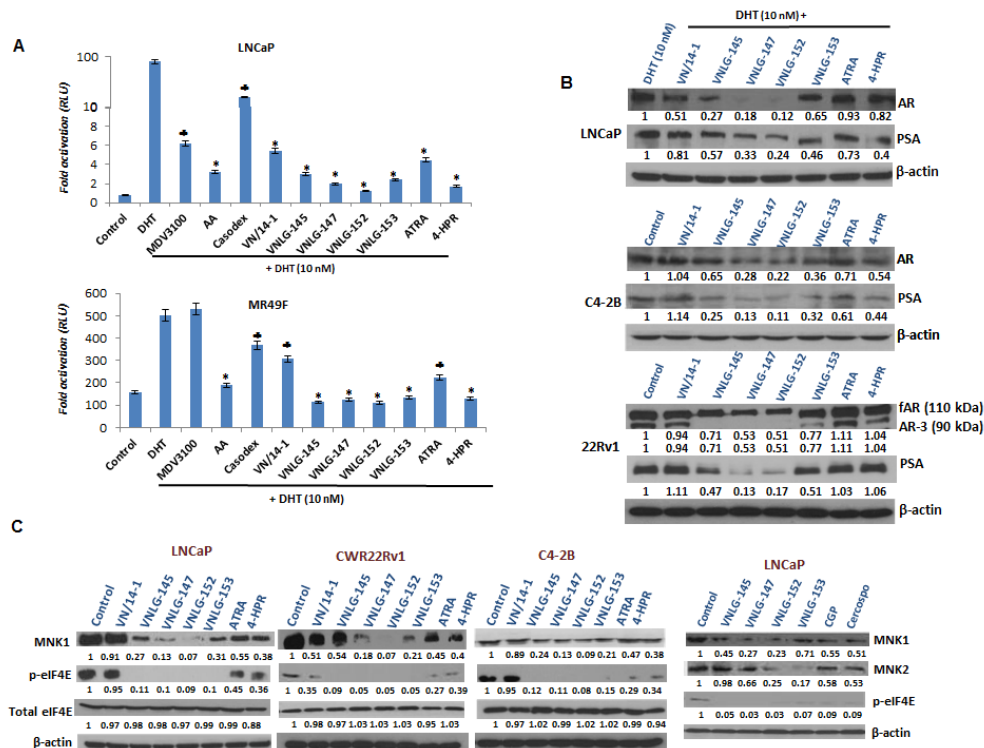 A
LNCaP
Fold activation (RLU)
100
10
0
8
6
4
2
0
Control
DHT
MDV3100
AA
Casodex
VN/14-1
VNLG-145
VNLG-147
VNLG-152
VNLG-153
ATRA
4-HPR
♣ * ♣ * * * * * * *
+ DHT (10 nM)
MR49F
Fold activation (RLU)
600
500
400
300
200
100
0
Control
DHT
MDV3100
AA
Casodex
VN/14-1
VNLG-145
VNLG-147
VNLG-152
VNLG-153
ATRA
4-HPR
* ♣ ♣ * * * * ♣ *
+ DHT (10 nM)
B
DHT (10 nM) +
DHT (10 nM) VN/14-1 VNLG-145 VNLG-147 VNLG-152 VNLG-153 ATRA 4-HPR
AR
1 0.51 0.27 0.18 0.12 0.65 0.93 0.82
LNCaP
PSA
1 0.81 0.57 0.33 0.24 0.46 0.73 0.4
β-actin
Control VN/14-1 VNLG-145 VNLG-147 VNLG-152 VNLG-153 ATRA 4-HPR
AR
1 1.04 0.65 0.28 0.22 0.36 0.71 0.54
C4-2B
PSA
1 1.14 0.25 0.13 0.11 0.32 0.61 0.44
β-actin
Control VN/14-1 VNLG-145 VNLG-147 VNLG-152 VNLG-153 ATRA 4-HPR
fAR (110 kDa)
AR-3 (90 kDa)
1 0.94 0.71 0.53 0.51 0.77 1.11 1.04
1 0.94 0.71 0.53 0.51 0.77 1.11 1.04
22Rv1
PSA
1 1.11 0.47 0.13 0.17 0.51 1.03 1.06
β-actin
C
LNCaP
Control VN/14-1 VNLG-145 VNLG-147 VNLG-152 VNLG-153 ATRA 4-HPR
MNK1
1 0.91 0.27 0.13 0.07 0.31 0.55 0.38
p-eIF4E
1 0.95 0.11 0.1 0.09 0.1 0.45 0.36
Total eIF4E
1 0.97 0.98 0.98 0.97 0.99 0.99 0.88
β-actin
CWR22Rv1
Control VN/14-1 VNLG-145 VNLG-147 VNLG-152 VNLG-153 ATRA 4-HPR
1 0.51 0.54 0.18 0.07 0.21 0.45 0.4
1 0.35 0.09 0.05 0.05 0.05 0.27 0.39
1 0.98 0.97 1.03 1.03 0.95 1.03
C4-2B
Control VN/14-1 VNLG-145 VNLG-147 VNLG-152 VNLG-153 ATRA 4-HPR
1 0.89 0.24 0.13 0.09 0.21 0.47 0.38
1 0.95 0.12 0.11 0.08 0.15 0.29 0.34
1 0.97 1.02 0.99 1.02 1.02 0.99 0.94
LNCaP
Control VNLG-145 VNLG-147 VNLG-152 VNLG-153 CGP Cercospo
MNK1
1 0.45 0.27 0.23 0.71 0.55 0.51
MNK2
1 0.98 0.66 0.25 0.17 0.58 0.53
p-eIF4E
1 0.05 0.03 0.03 0.07 0.09 0.09
β-actin